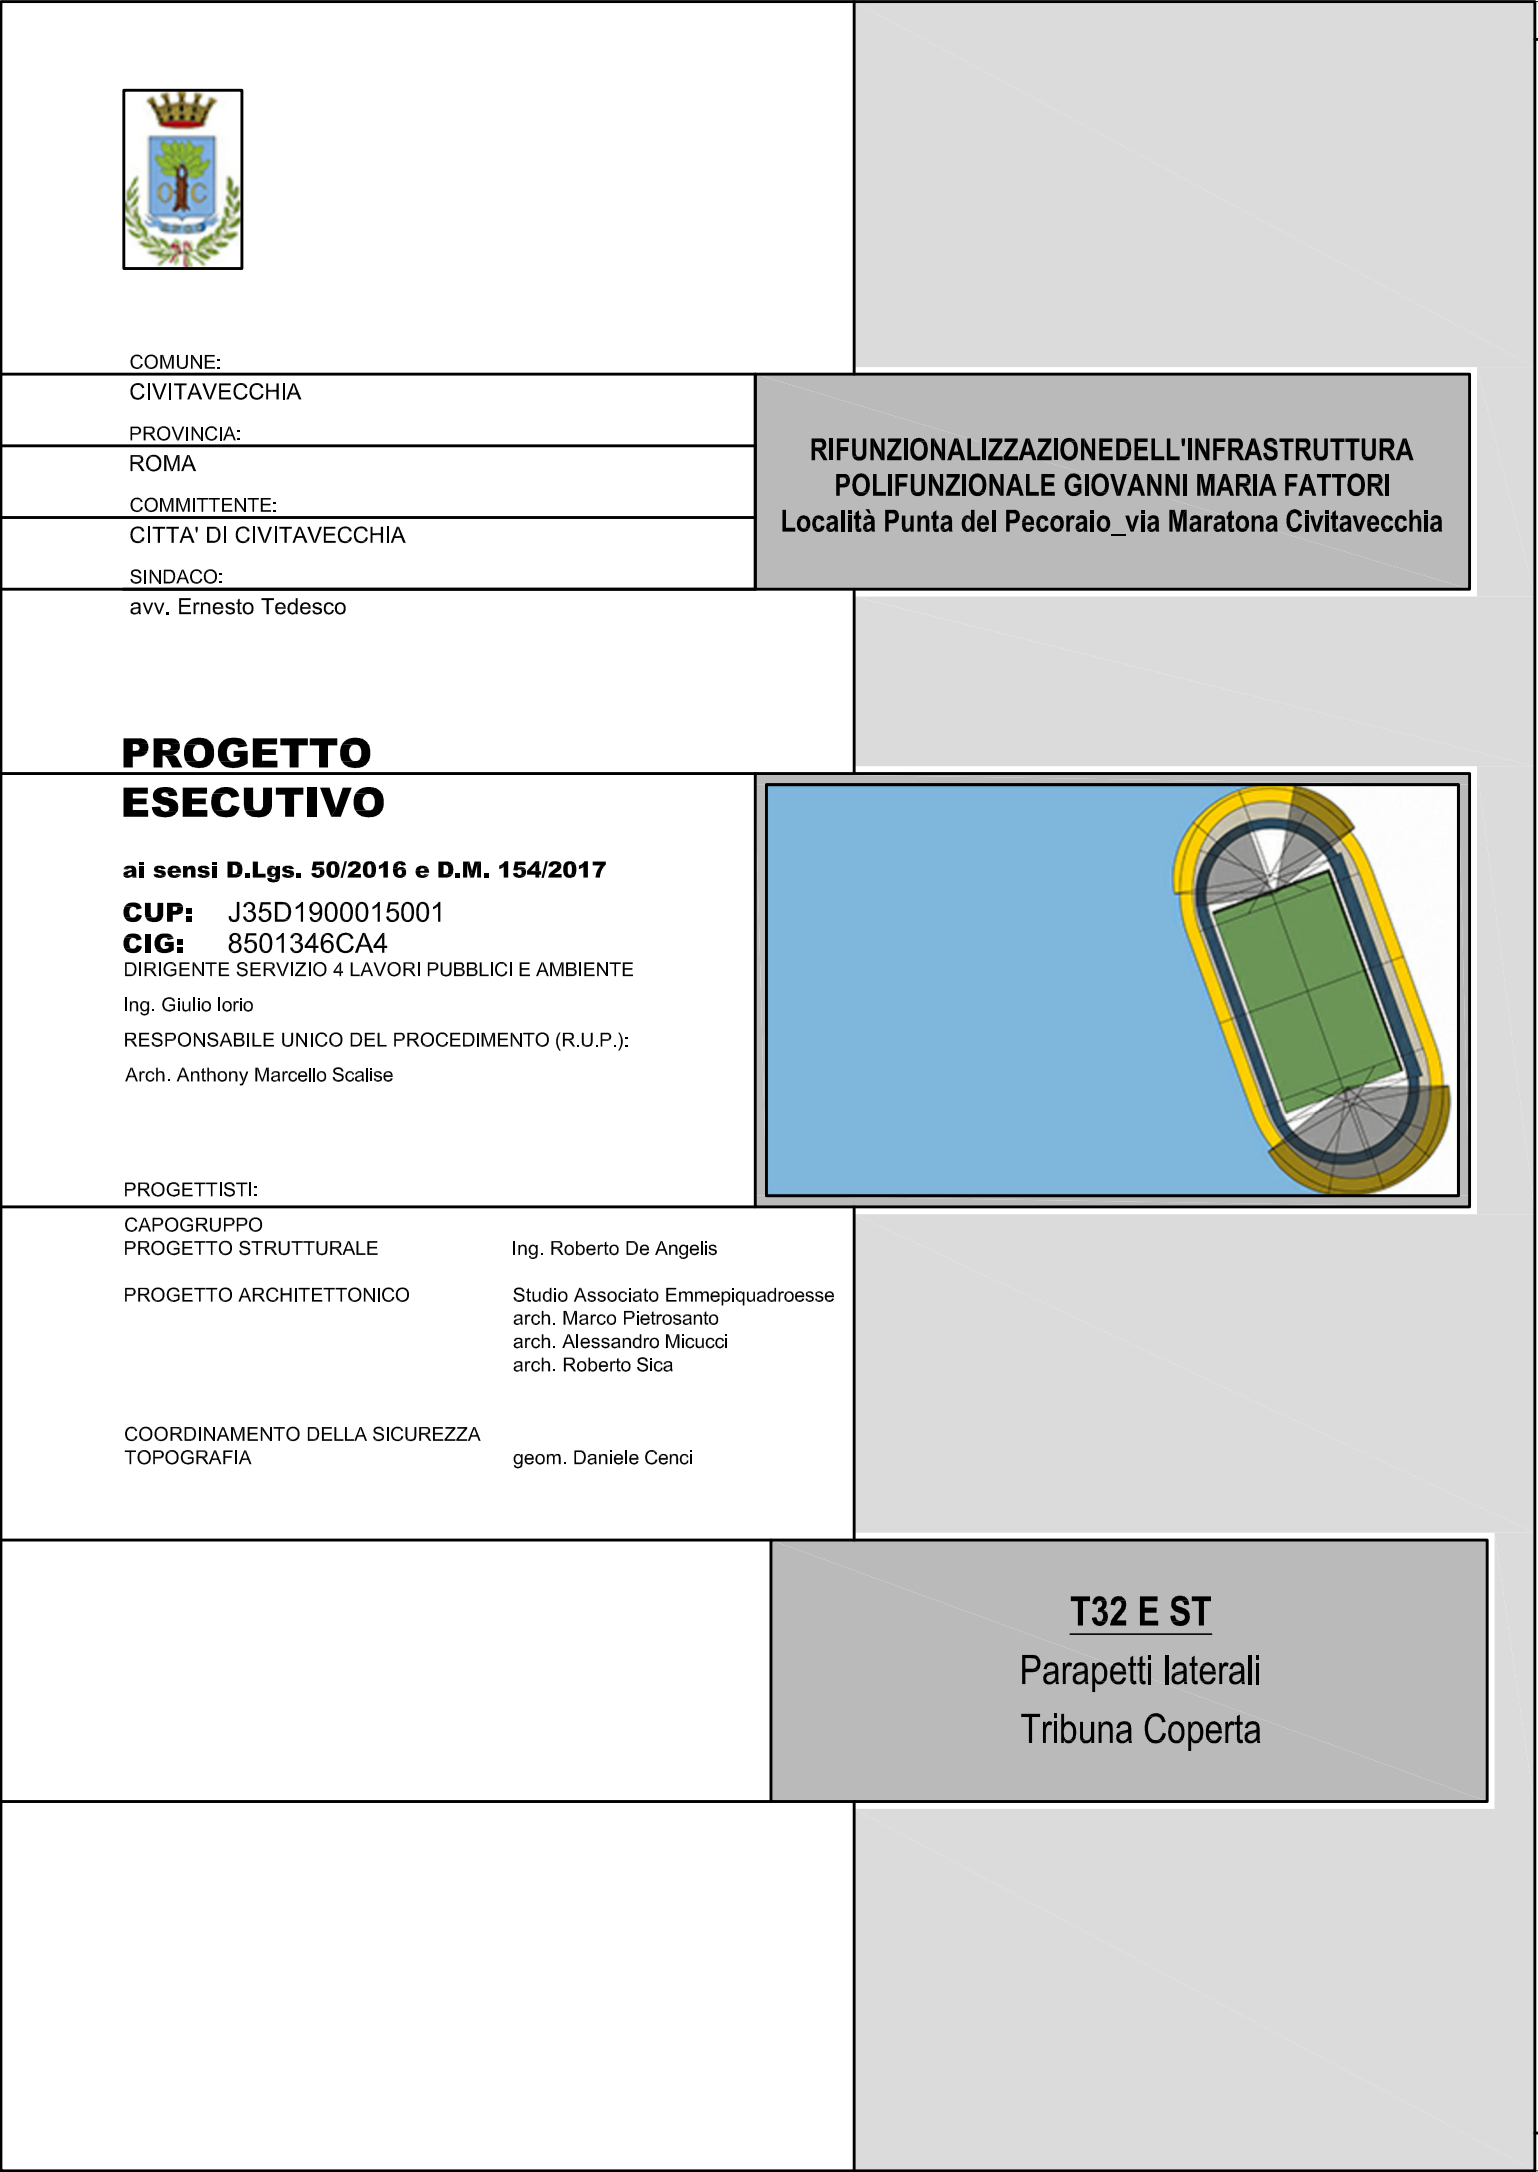 O C
COMUNE:
CIVITAVECCHIA
PROVINCIA:
ROMA
COMMITTENTE:
CITTA' DI CIVITAVECCHIA
SINDACO:
avv. Ernesto Tedesco
RIFUNZIONALIZZAZIONEDELL'INFRASTRUTTURA
POLIFUNZIONALE GIOVANNI MARIA FATTORI
Località Punta del Pecoraio_via Maratona Civitavecchia
PROGETTO
ESECUTIVO
ai sensi D.Lgs. 50/2016 e D.M. 154/2017
CUP: J35D1900015001
CIG: 8501346CA4
DIRIGENTE SERVIZIO 4 LAVORI PUBBLICI E AMBIENTE
Ing. Giulio Iorio
RESPONSABILE UNICO DEL PROCEDIMENTO (R.U.P.):
Arch. Anthony Marcello Scalise
PROGETTISTI:
CAPOGRUPPO
PROGETTO STRUTTURALE Ing. Roberto De Angelis
PROGETTO ARCHITETTONICO Studio Associato Emmepiquadroesse
arch. Marco Pietrosanto
arch. Alessandro Micucci
arch. Roberto Sica
COORDINAMENTO DELLA SICUREZZA
TOPOGRAFIA geom. Daniele Cenci
T32 E ST
Parapetti laterali
Tribuna Coperta